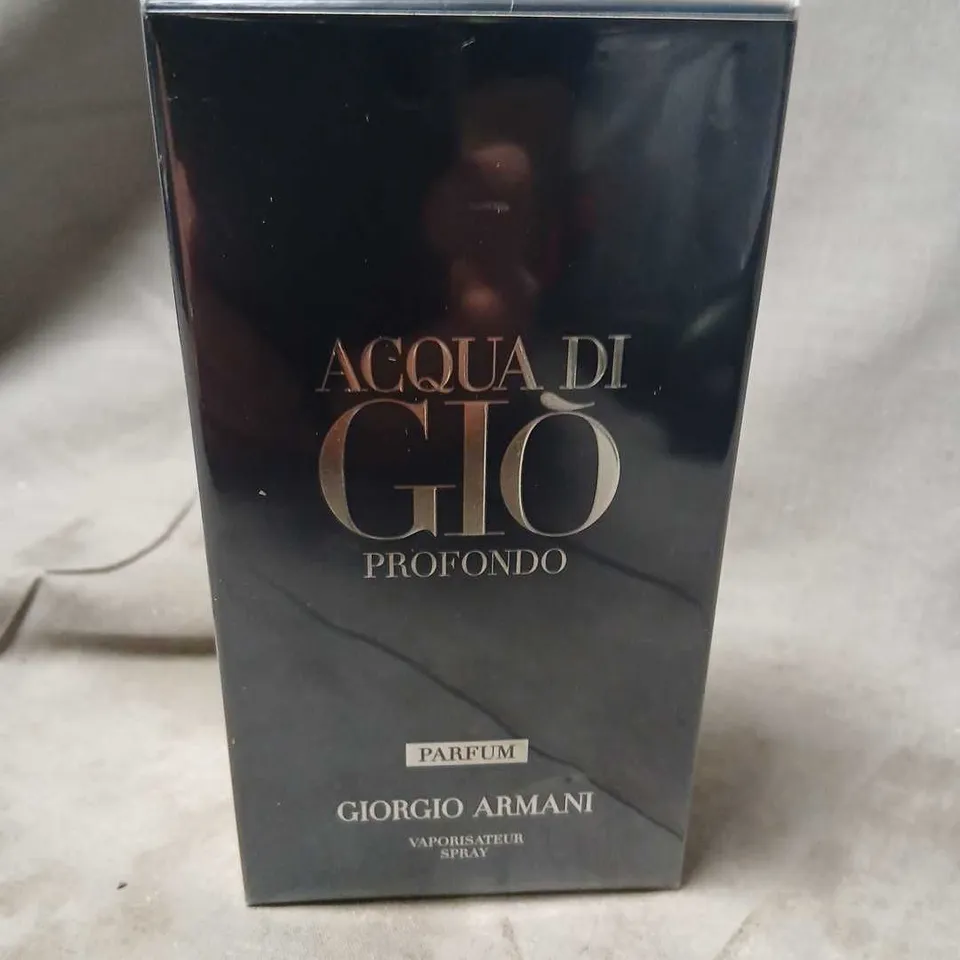 ACQUA DI
GIÒ
PROFONDO
PARFUM
GIORGIO ARMANI
VAPORISATEUR
SPRAY